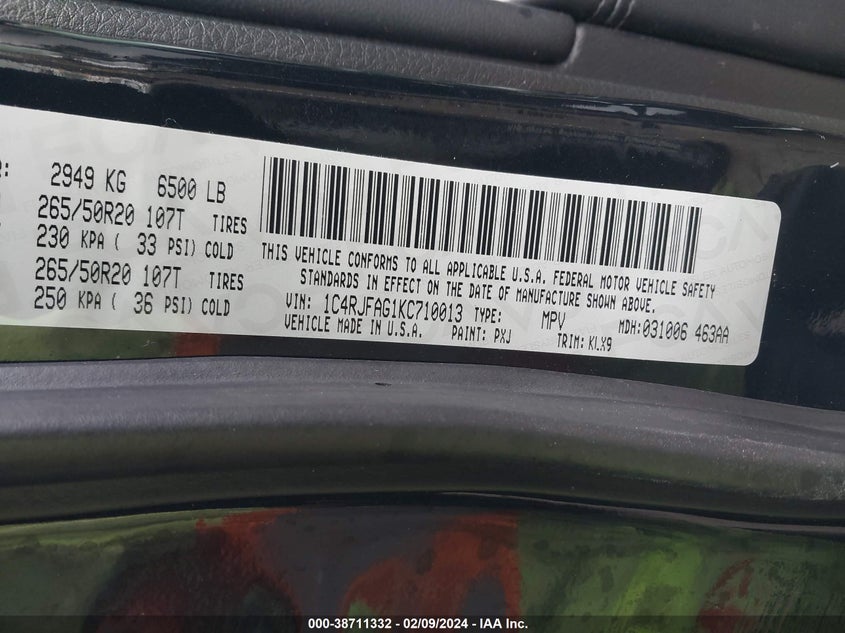 2949 KG 6500 LB
265/50R20 107T TIRES
230 KPA ( 33 PSI) COLD
265/50R20 107T TIRES
250 KPA ( 36 PSI) COLD
THIS VEHICLE CONFORMS TO ALL APPLICABLE U.S.A. FEDERAL MOTOR VEHICLE SAFETY
STANDARDS IN EFFECT ON THE DATE OF MANUFACTURE SHOWN ABOVE.
VIN: 1C4RJFAG1KC710013 TYPE: MPV MDH:031006 463AA
VEHICLE MADE IN U.S.A. PAINT: PXJ TRIM: KLX9
000-38711332 - 02/09/2024 - IAA Inc.